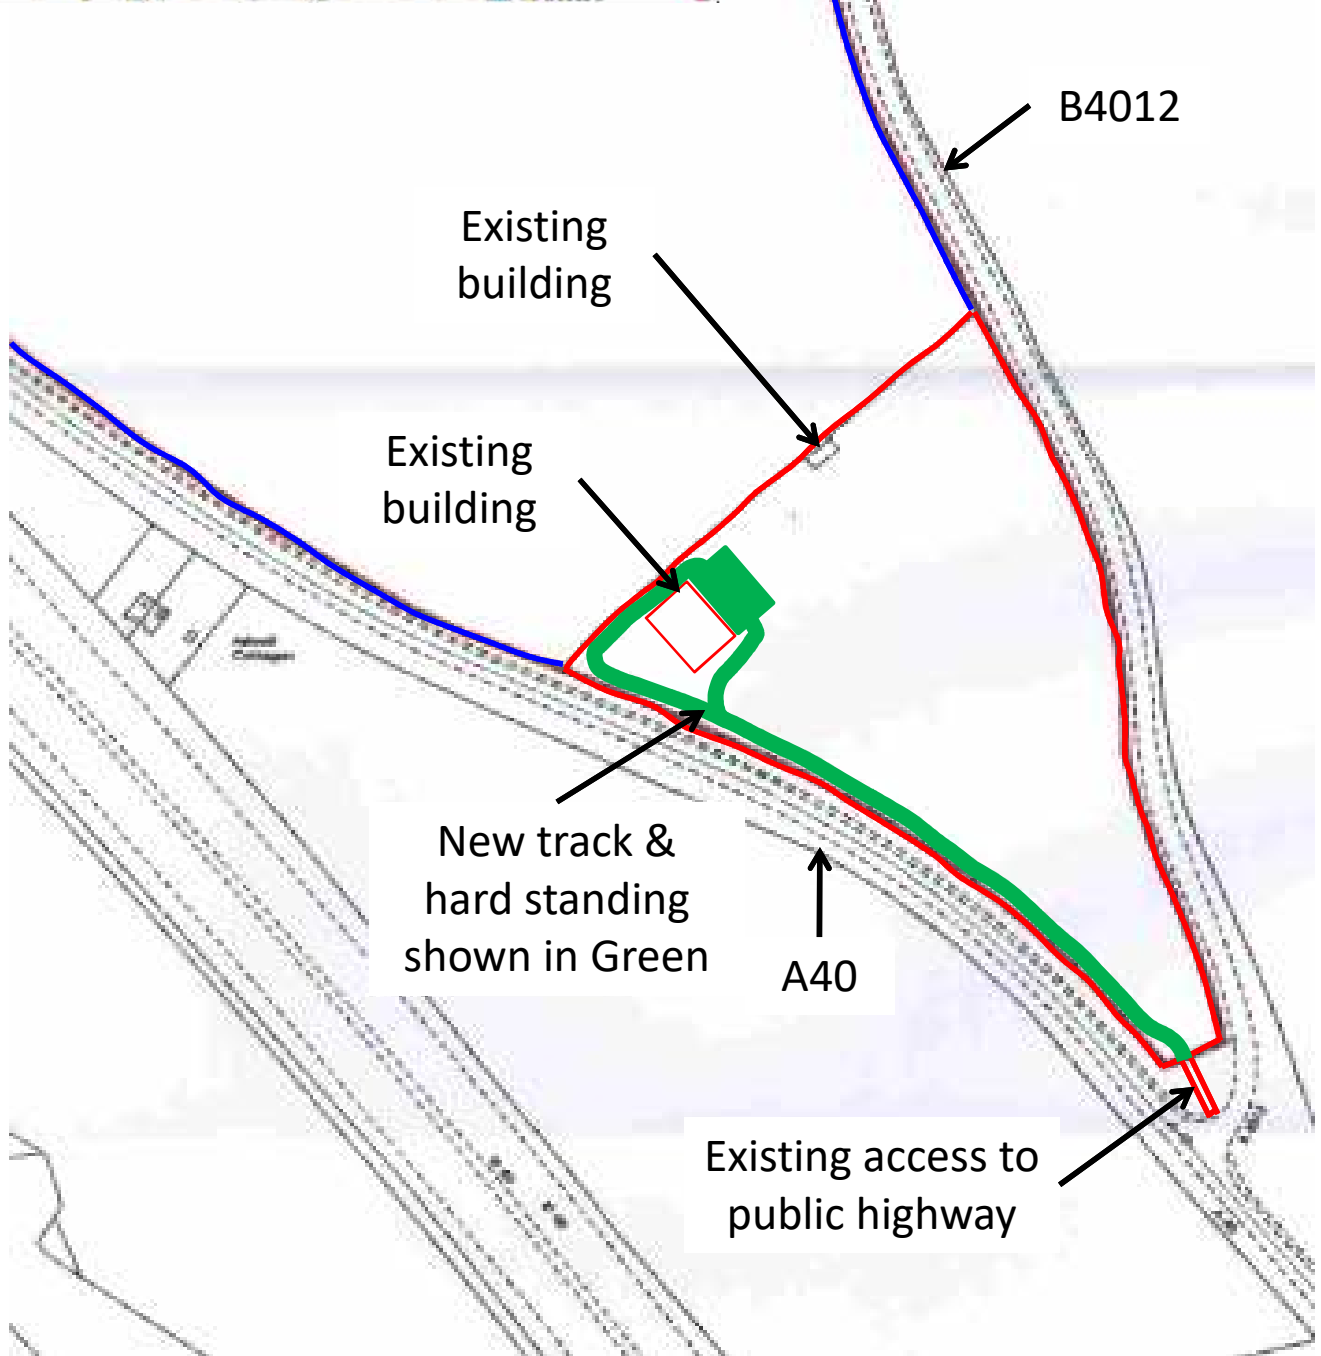 B4012
Existing
building
Existing
building
New track &
hard standing
shown in Green
A40
Existing access to
public highway